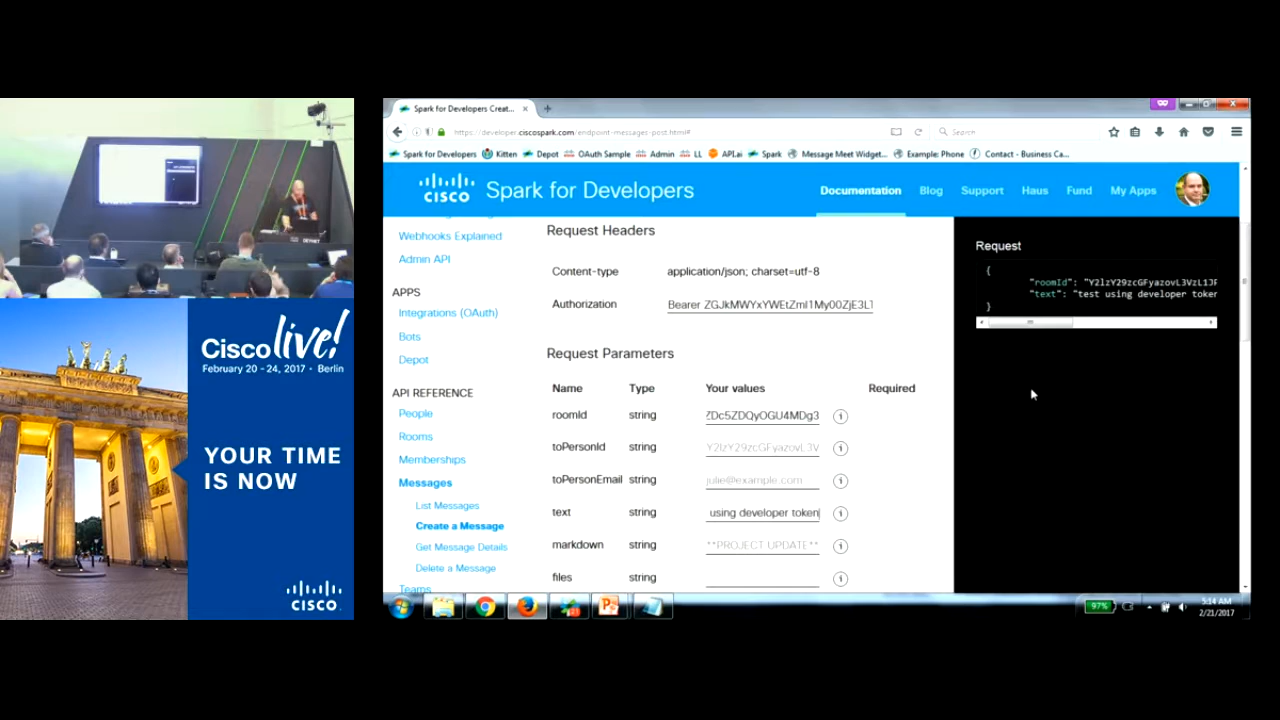 Spark for Developers Creat...
https://developer.ciscospark.com/endpoint-messages-post.html#
Search
Spark for Developers Kitten Depot OAuth Sample Admin LL APLai Spark Message Meet Widget... Example: Phone Contact - Business Ca...
CISCO
Spark for Developers
Documentation Blog Support Haus Fund My Apps
Webhooks Explained
Admin API
APPS
Integrations (OAuth)
Bots
Depot
API REFERENCE
People
Rooms
Memberships
Messages
List Messages
Create a Message
Get Message Details
Delete a Message
Teams
Request Headers
Content-type application/json; charset=utf-8
Authorization
Bearer
Request Parameters
Name Type Your values Required
roomId string ZDc5ZDQyOGU4MDg3
toPersonId string Y2lzY29zcGFyazovL3V
toPersonEmail string julie@example.com
text string using developer token
markdown string **PROJECT UPDATE**
files string
Request
{
"roomId": "Y2lzY29zcGFyazovL3VzL1JF
"text": "test using developer token
}
97%
5:14 AM
2/21/2017
DEVNET
Cisco live!
February 20 - 24, 2017 • Berlin
YOUR TIME
IS NOW
CISCO